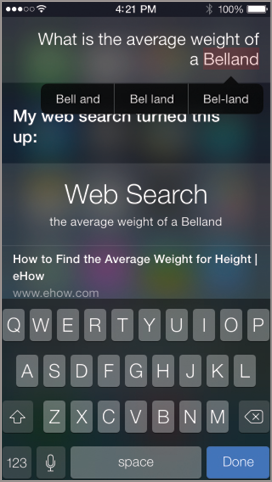 4:21 PM 100%
What is the average weight of
a Belland
Bell and Bel land Bel-land
My web search turned this
up:
Web Search
the average weight of a Belland
How to Find the Average Weight for Height |
eHow
www.ehow.com
Q W E R T Y U I O P
A S D F G H J K L
Z X C V B N M
123 space Done